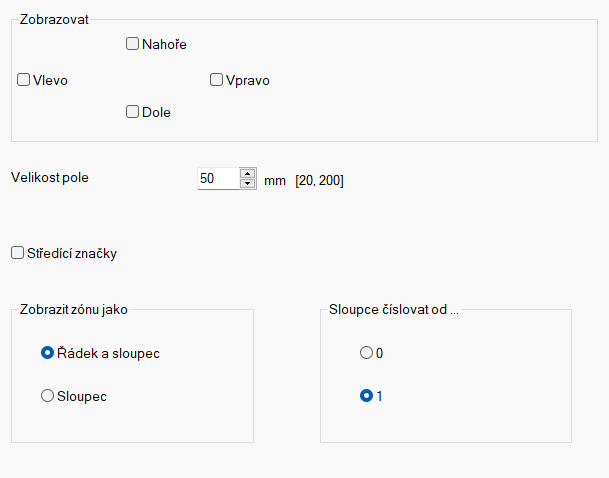 Zobrazovat
Nahoře
Vlevo
Vpravo
Dole
Velikost pole 50 mm [20, 200]
Středící značky
Zobrazit zónu jako
Řádek a sloupec
Sloupec
Sloupce číslovat od ...
0
1